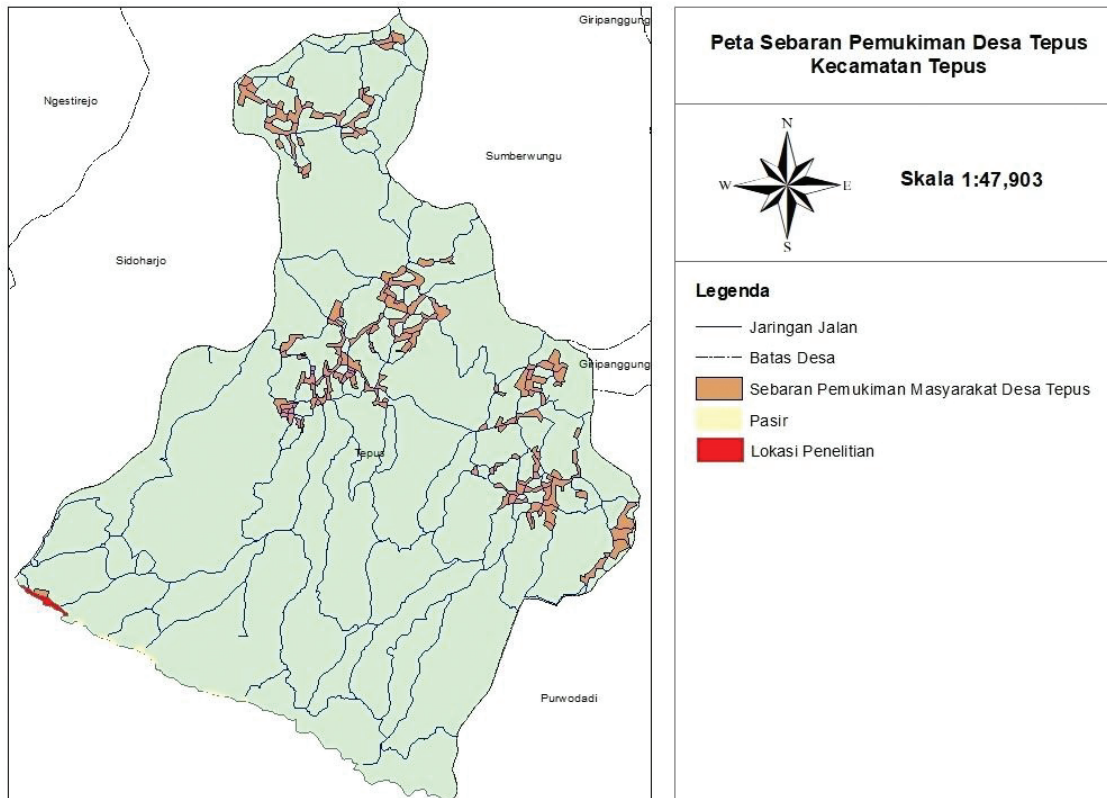 Giripanggung
Ngestirejo
Sumberwungu
Sidoharjo
Giripanggung
Tepus
Purwodadi
Peta Sebaran Pemukiman Desa Tepus
Kecamatan Tepus
N
W
E
S
Skala 1:47,903
Legenda
Jaringan Jalan
Batas Desa
Sebaran Pemukiman Masyarakat Desa Tepus
Pasir
Lokasi Penelitian